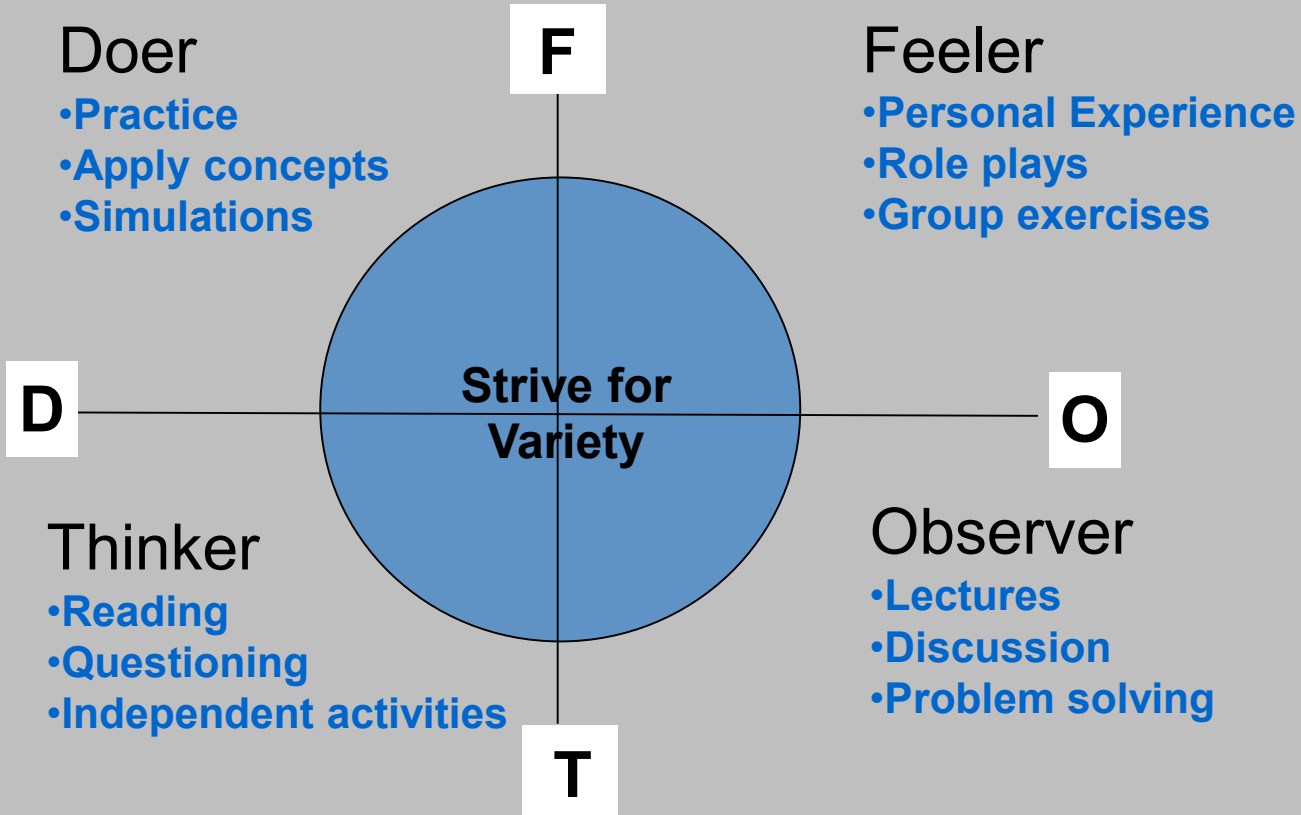 Doer
•Practice
•Apply concepts
•Simulations
F
Feeler
•Personal Experience
•Role plays
•Group exercises
D
Strive for
Variety
O
Thinker
•Reading
•Questioning
•Independent activities
T
Observer
•Lectures
•Discussion
•Problem solving